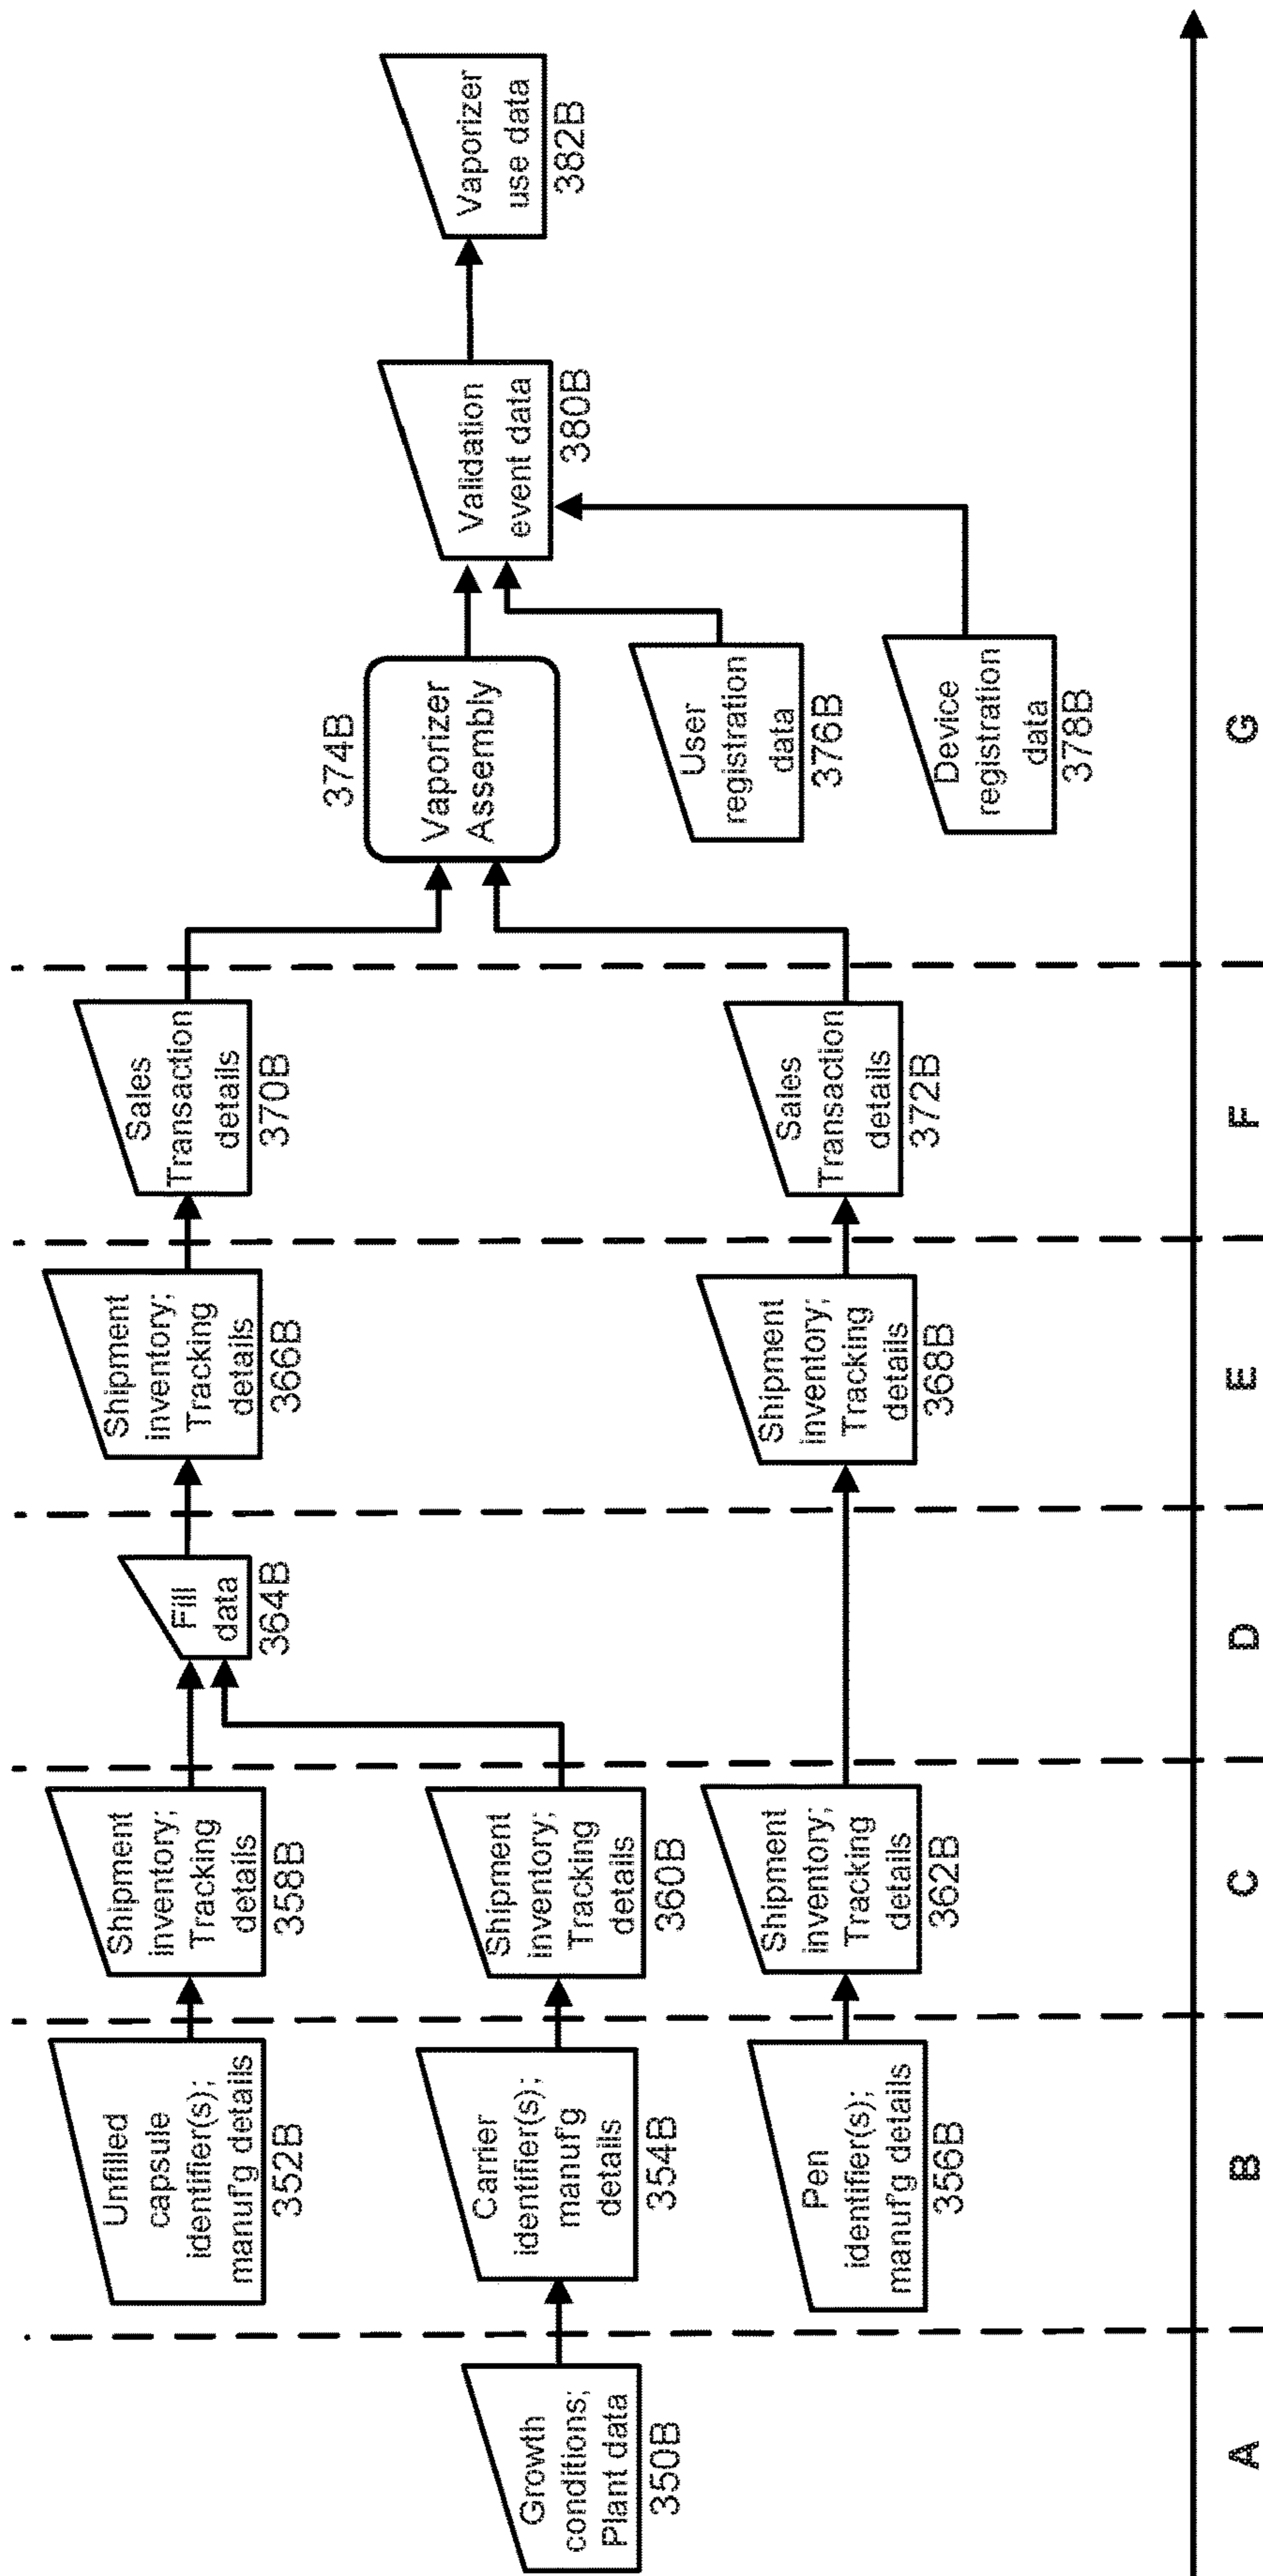 Growth
conditions;
Plant data
350B
Unfilled
capsule
identifier(s);
manuf'g details
352B
Carrier
identifier(s);
manuf'g
details
354B
Pen
identifier(s);
manuf'g details
356B
Shipment
inventory;
Tracking
details
358B
Shipment
inventory;
Tracking
details
360B
Shipment
inventory;
Tracking
details
362B
Fill
data
364B
Shipment
inventory;
Tracking
details
366B
Shipment
inventory;
Tracking
details
368B
Sales
Transaction
details
370B
Sales
Transaction
details
372B
374B
Vaporizer
Assembly
User
registration
data
376B
Device
registration
data
378B
Validation
event data
380B
Vaporizer
use data
382B
A
B
C
D
E
F
G